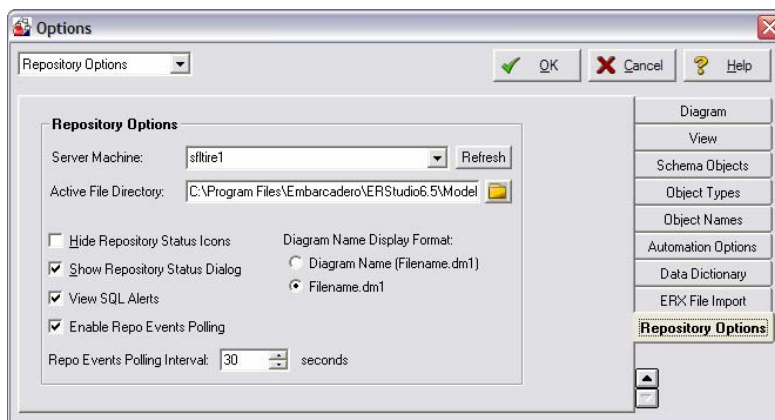 Options
Repository Options
OK
Cancel
Help
Repository Options
Server Machine:
sfltire1
Refresh
Active File Directory:
C:\Program Files\Embarcadero\ERStudio6.5\Model
Hide Repository Status Icons
Show Repository Status Dialog
View SQL Alerts
Enable Repo Events Polling
Diagram Name Display Format:
Diagram Name (Filename.dm1)
Filename.dm1
Repo Events Polling Interval: 30 seconds
Diagram
View
Schema Objects
Object Types
Object Names
Automation Options
Data Dictionary
ERX File Import
Repository Options